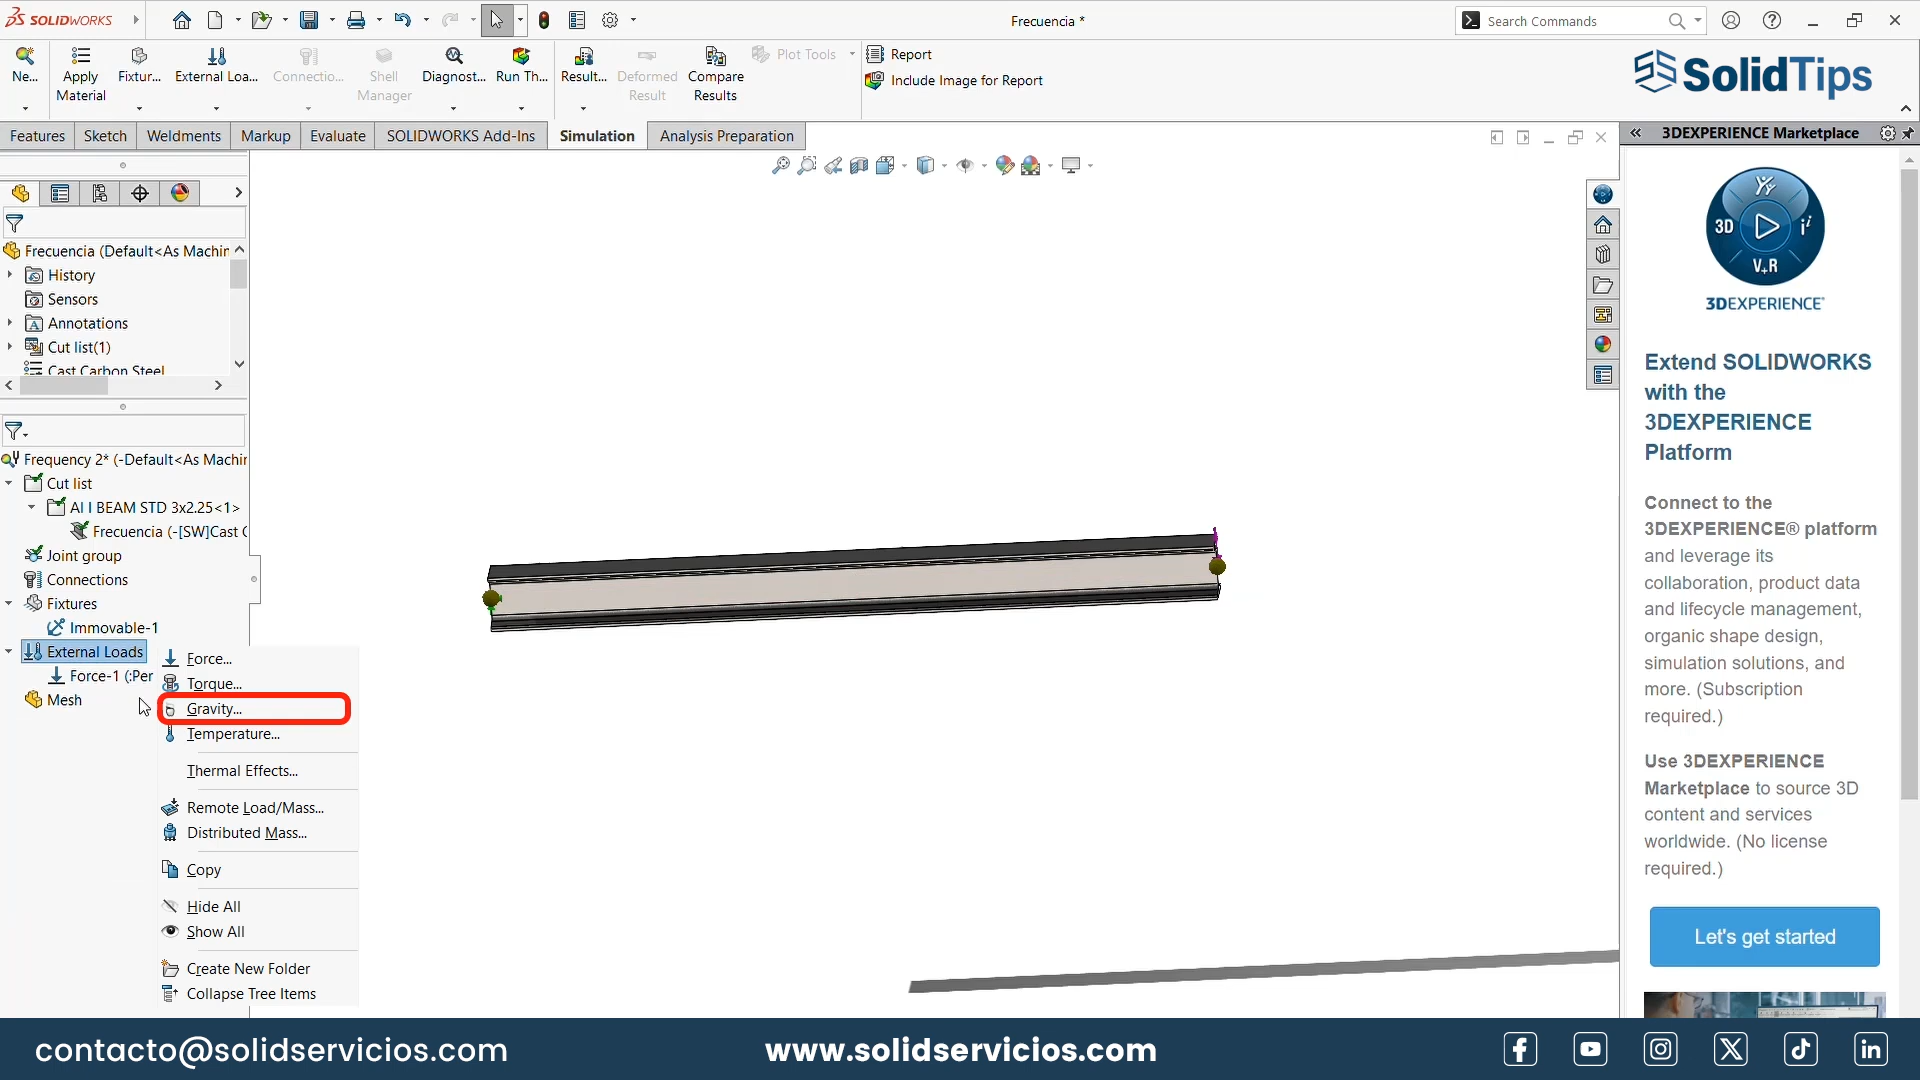 SOLIDWORKS
Frecuencia *
Search Commands
Ne...
Apply Material
Fixtur...
External Loa...
Connectio...
Shell Manager
Diagnost...
Run Th...
Result...
Deformed Result
Compare Results
Plot Tools
Report
Include Image for Report
SolidTips
Features
Sketch
Weldments
Markup
Evaluate
SOLIDWORKS Add-Ins
Simulation
Analysis Preparation
3DEXPERIENCE Marketplace
Frecuencia (Default<As Machin
History
Sensors
Annotations
Cut list(1)
Cast Carbon Steel
Frequency 2* (-Default<As Machin
Cut list
AI I BEAM STD 3x2.25<1>
Frecuencia (-[SW]Cast C
Joint group
Connections
Fixtures
Immovable-1
External Loads
Force-1 (:Per
Mesh
Force...
Torque...
Gravity...
Temperature...
Thermal Effects...
Remote Load/Mass...
Distributed Mass...
Copy
Hide All
Show All
Create New Folder
Collapse Tree Items
3D
V+R
3DEXPERIENCE
Extend SOLIDWORKS
with the
3DEXPERIENCE
Platform
Connect to the
3DEXPERIENCE® platform
and leverage its
collaboration, product data
and lifecycle management,
organic shape design,
simulation solutions, and
more. (Subscription
required.)
Use 3DEXPERIENCE
Marketplace to source 3D
content and services
worldwide. (No license
required.)
Let's get started
contacto@solidservicios.com
www.solidservicios.com